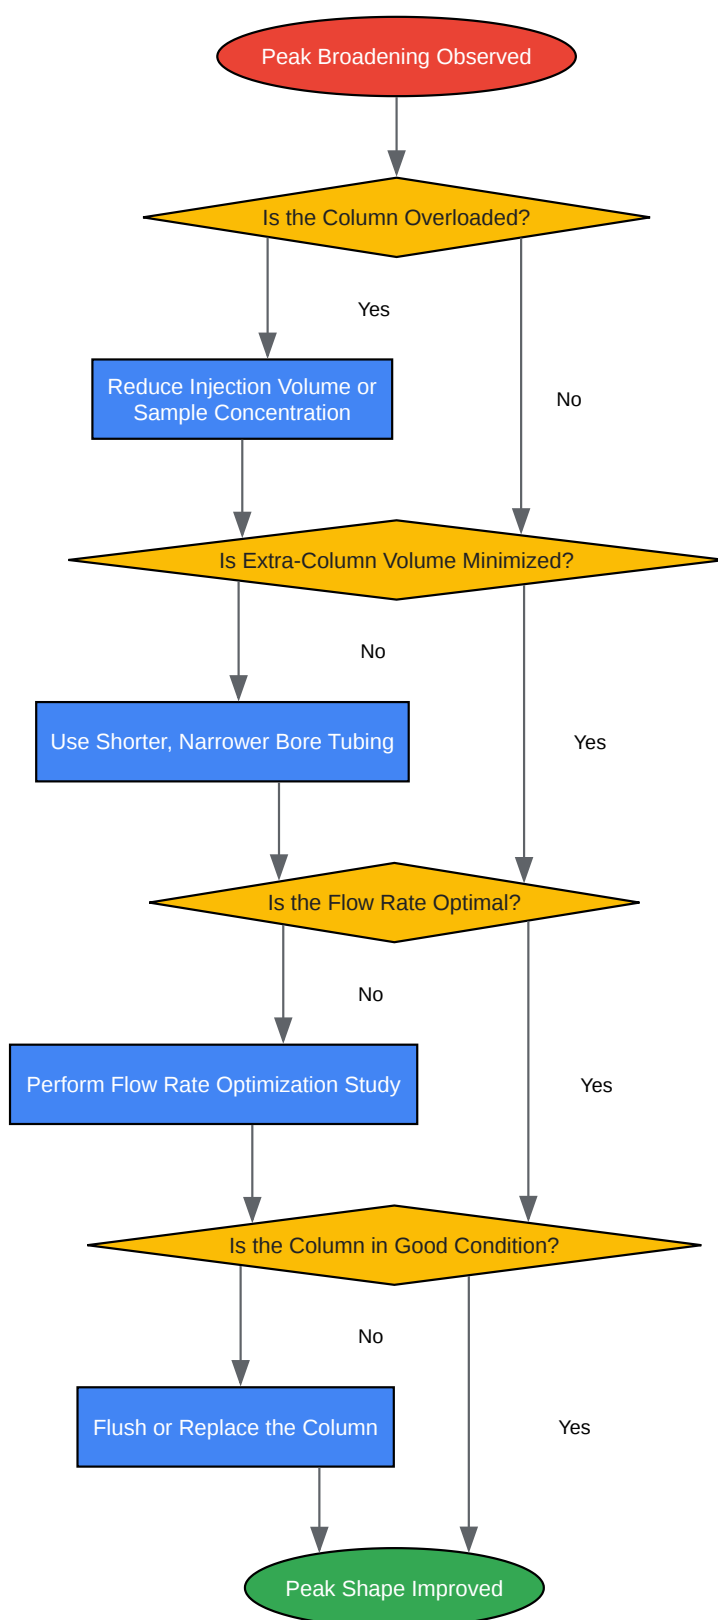 Peak Broadening Observed
Is the Column Overloaded?
Yes
Reduce Injection Volume or
Sample Concentration
No
Is Extra-Column Volume Minimized?
No
Use Shorter, Narrower Bore Tubing
Yes
Is the Flow Rate Optimal?
No
Perform Flow Rate Optimization Study
Yes
Is the Column in Good Condition?
No
Flush or Replace the Column
Yes
Peak Shape Improved